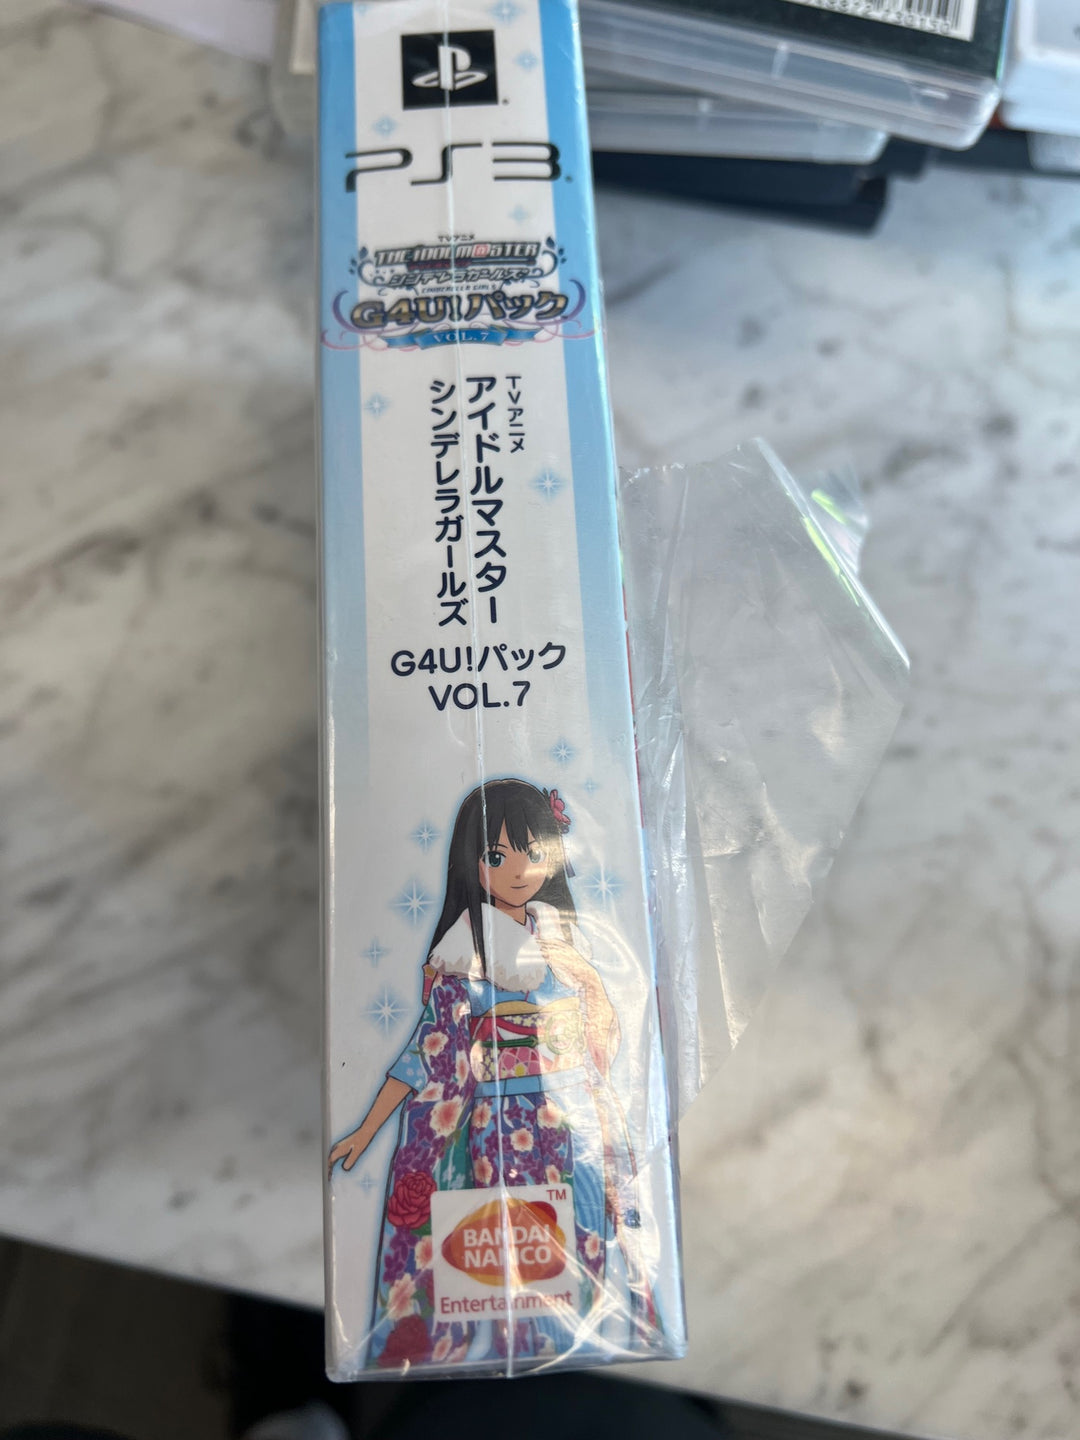 PS3.
TVアニメ
THE IDOLM@STER
シンデレラガールズ
CINDERELLA GIRLS
G4U!パック
VOL.7
TVアニメ
アイドルマスター
シンデレラガールズ
G4U!パック
VOL.7
TM
BANDAI
NAMCO
Entertainment